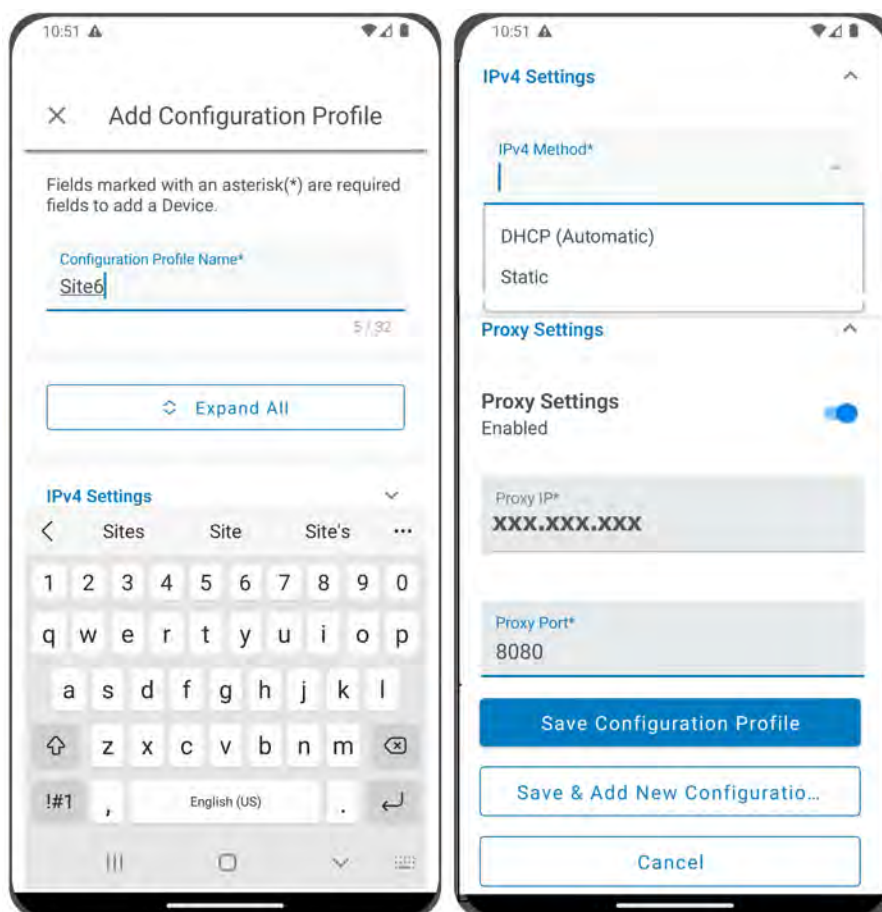 10:51
Add Configuration Profile
Fields marked with an asterisk(*) are required
fields to add a Device.
Configuration Profile Name*
Site6
5 / 32
Expand All
IPv4 Settings
Sites Site Site's ...
1 2 3 4 5 6 7 8 9 0
q w e r t y u i o p
a s d f g h j k l
z x c v b n m
!#1 , English (US) .
10:51
IPv4 Settings
IPv4 Method*
DHCP (Automatic)
Static
Proxy Settings
Proxy Settings
Enabled
Proxy IP*
xxx.xxx.xxx
Proxy Port*
8080
Save Configuration Profile
Save & Add New Configuratio...
Cancel